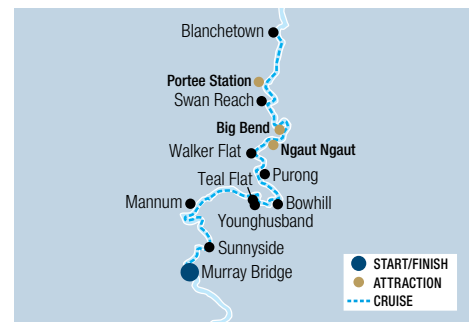 Blanchetown
Portee Station
Swan Reach
Big Bend
Walker Flat
Ngaut Ngaut
Purong
Teal Flat
Mannum
Bowhill
Younghusband
Sunnyside
Murray Bridge
START/FINISH
ATTRACTION
CRUISE